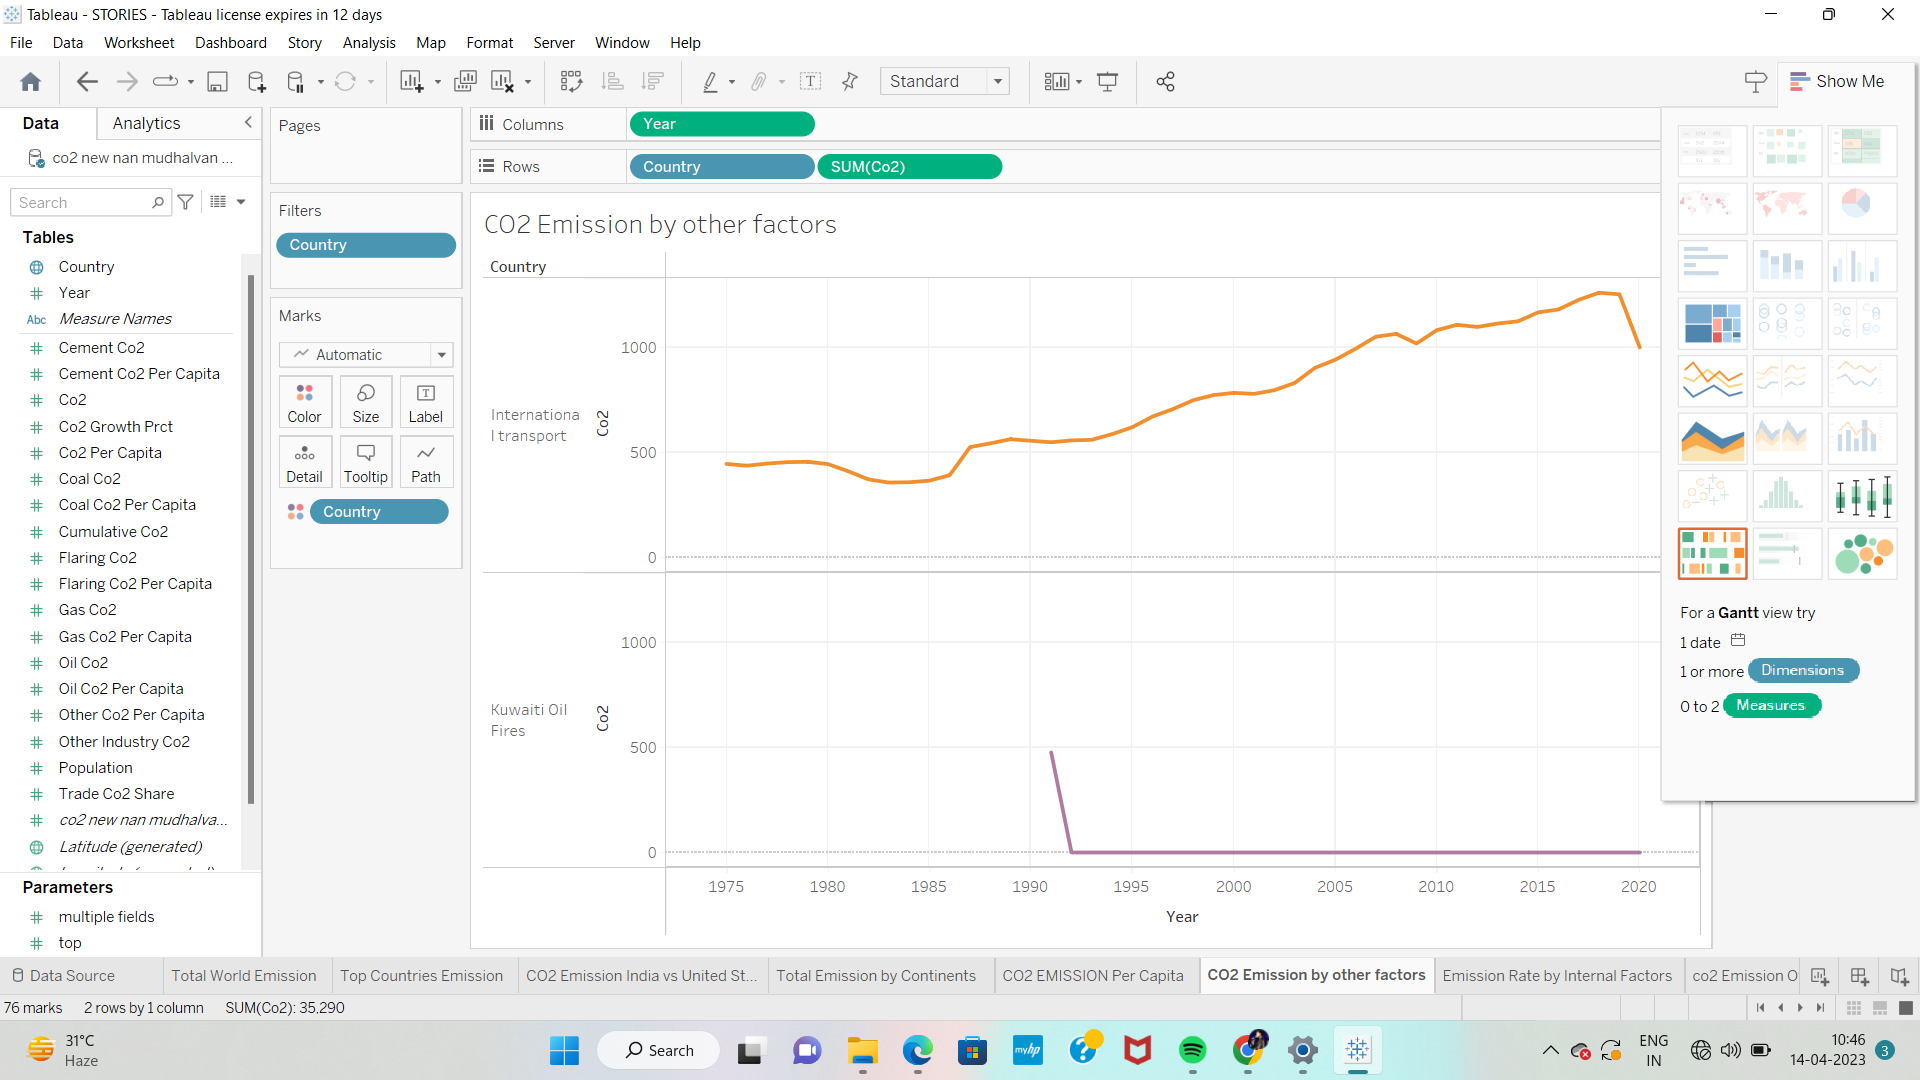 Tableau - STORIES - Tableau license expires in 12 days
File Data Worksheet Dashboard Story Analysis Map Format Server Window Help
Standard
Show Me
Data Analytics
co2 new nan mudhalvan ...
Search
Tables
Country
Year
Abc Measure Names
Cement Co2
Cement Co2 Per Capita
Co2
Co2 Growth Prct
Co2 Per Capita
Coal Co2
Coal Co2 Per Capita
Cumulative Co2
Flaring Co2
Flaring Co2 Per Capita
Gas Co2
Gas Co2 Per Capita
Oil Co2
Oil Co2 Per Capita
Other Co2 Per Capita
Other Industry Co2
Population
Trade Co2 Share
co2 new nan mudhalva...
Latitude (generated)
Parameters
multiple fields
top
Pages
Filters
Country
Marks
Automatic
Color Size Label
Detail Tooltip Path
Country
Columns Year
Rows Country SUM(Co2)
CO2 Emission by other factors
Country
Internationa
l transport
Co2
1000
500
0
Kuwaiti Oil
Fires
Co2
1000
500
0
1975 1980 1985 1990 1995 2000 2005 2010 2015 2020
Year
For a Gantt view try
1 date
1 or more Dimensions
0 to 2 Measures
Data Source Total World Emission Top Countries Emission CO2 Emission India vs United St... Total Emission by Continents CO2 EMISSION Per Capita CO2 Emission by other factors Emission Rate by Internal Factors co2 Emission O
76 marks 2 rows by 1 column SUM(Co2): 35,290
31°C
Haze
Search
myhp
ENG
IN
10:46
14-04-2023
3